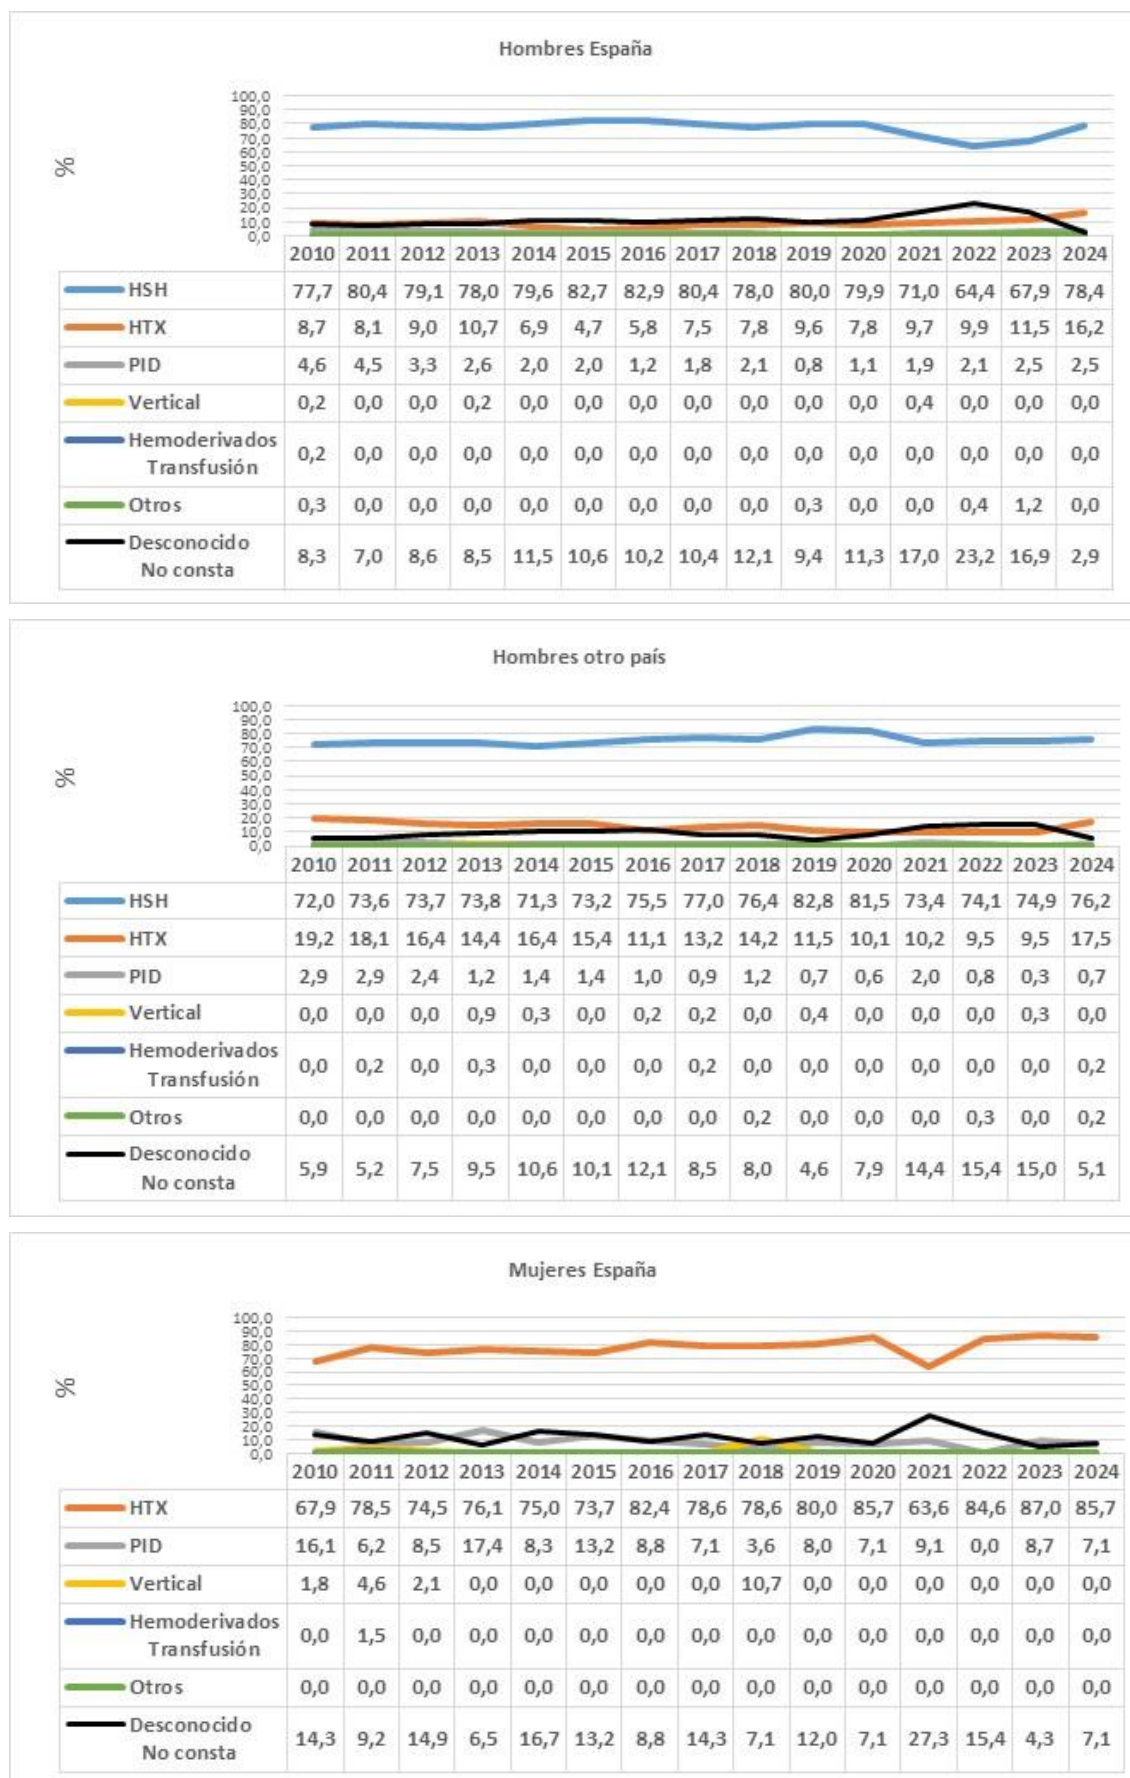 Hombres España
%
100,0
90,0
80,0
70,0
60,0
50,0
40,0
30,0
20,0
10,0
0,0
2010 2011 2012 2013 2014 2015 2016 2017 2018 2019 2020 2021 2022 2023 2024
HSH 77,7 80,4 79,1 78,0 79,6 82,7 82,9 80,4 78,0 80,0 79,9 71,0 64,4 67,9 78,4
HTX 8,7 8,1 9,0 10,7 6,9 4,7 5,8 7,5 7,8 9,6 7,8 9,7 9,9 11,5 16,2
PID 4,6 4,5 3,3 2,6 2,0 2,0 1,2 1,8 2,1 0,8 1,1 1,9 2,1 2,5 2,5
Vertical 0,2 0,0 0,0 0,2 0,0 0,0 0,0 0,0 0,0 0,0 0,0 0,4 0,0 0,0 0,0
Hemoderivados
Transfusión 0,2 0,0 0,0 0,0 0,0 0,0 0,0 0,0 0,0 0,0 0,0 0,0 0,0 0,0 0,0
Otros 0,3 0,0 0,0 0,0 0,0 0,0 0,0 0,0 0,0 0,3 0,0 0,0 0,4 1,2 0,0
Desconocido
No consta 8,3 7,0 8,6 8,5 11,5 10,6 10,2 10,4 12,1 9,4 11,3 17,0 23,2 16,9 2,9
Hombres otro país
%
100,0
90,0
80,0
70,0
60,0
50,0
40,0
30,0
20,0
10,0
0,0
2010 2011 2012 2013 2014 2015 2016 2017 2018 2019 2020 2021 2022 2023 2024
HSH 72,0 73,6 73,7 73,8 71,3 73,2 75,5 77,0 76,4 82,8 81,5 73,4 74,1 74,9 76,2
HTX 19,2 18,1 16,4 14,4 16,4 15,4 11,1 13,2 14,2 11,5 10,1 10,2 9,5 9,5 17,5
PID 2,9 2,9 2,4 1,2 1,4 1,4 1,0 0,9 1,2 0,7 0,6 2,0 0,8 0,3 0,7
Vertical 0,0 0,0 0,0 0,9 0,3 0,0 0,2 0,2 0,0 0,4 0,0 0,0 0,0 0,3 0,0
Hemoderivados
Transfusión 0,0 0,2 0,0 0,3 0,0 0,0 0,0 0,2 0,0 0,0 0,0 0,0 0,0 0,0 0,2
Otros 0,0 0,0 0,0 0,0 0,0 0,0 0,0 0,0 0,2 0,0 0,0 0,0 0,3 0,0 0,2
Desconocido
No consta 5,9 5,2 7,5 9,5 10,6 10,1 12,1 8,5 8,0 4,6 7,9 14,4 15,4 15,0 5,1
Mujeres España
%
100,0
90,0
80,0
70,0
60,0
50,0
40,0
30,0
20,0
10,0
0,0
2010 2011 2012 2013 2014 2015 2016 2017 2018 2019 2020 2021 2022 2023 2024
HTX 67,9 78,5 74,5 76,1 75,0 73,7 82,4 78,6 78,6 80,0 85,7 63,6 84,6 87,0 85,7
PID 16,1 6,2 8,5 17,4 8,3 13,2 8,8 7,1 3,6 8,0 7,1 9,1 0,0 8,7 7,1
Vertical 1,8 4,6 2,1 0,0 0,0 0,0 0,0 0,0 10,7 0,0 0,0 0,0 0,0 0,0 0,0
Hemoderivados
Transfusión 0,0 1,5 0,0 0,0 0,0 0,0 0,0 0,0 0,0 0,0 0,0 0,0 0,0 0,0 0,0
Otros 0,0 0,0 0,0 0,0 0,0 0,0 0,0 0,0 0,0 0,0 0,0 0,0 0,0 0,0 0,0
Desconocido
No consta 14,3 9,2 14,9 6,5 16,7 13,2 8,8 14,3 7,1 12,0 7,1 27,3 15,4 4,3 7,1